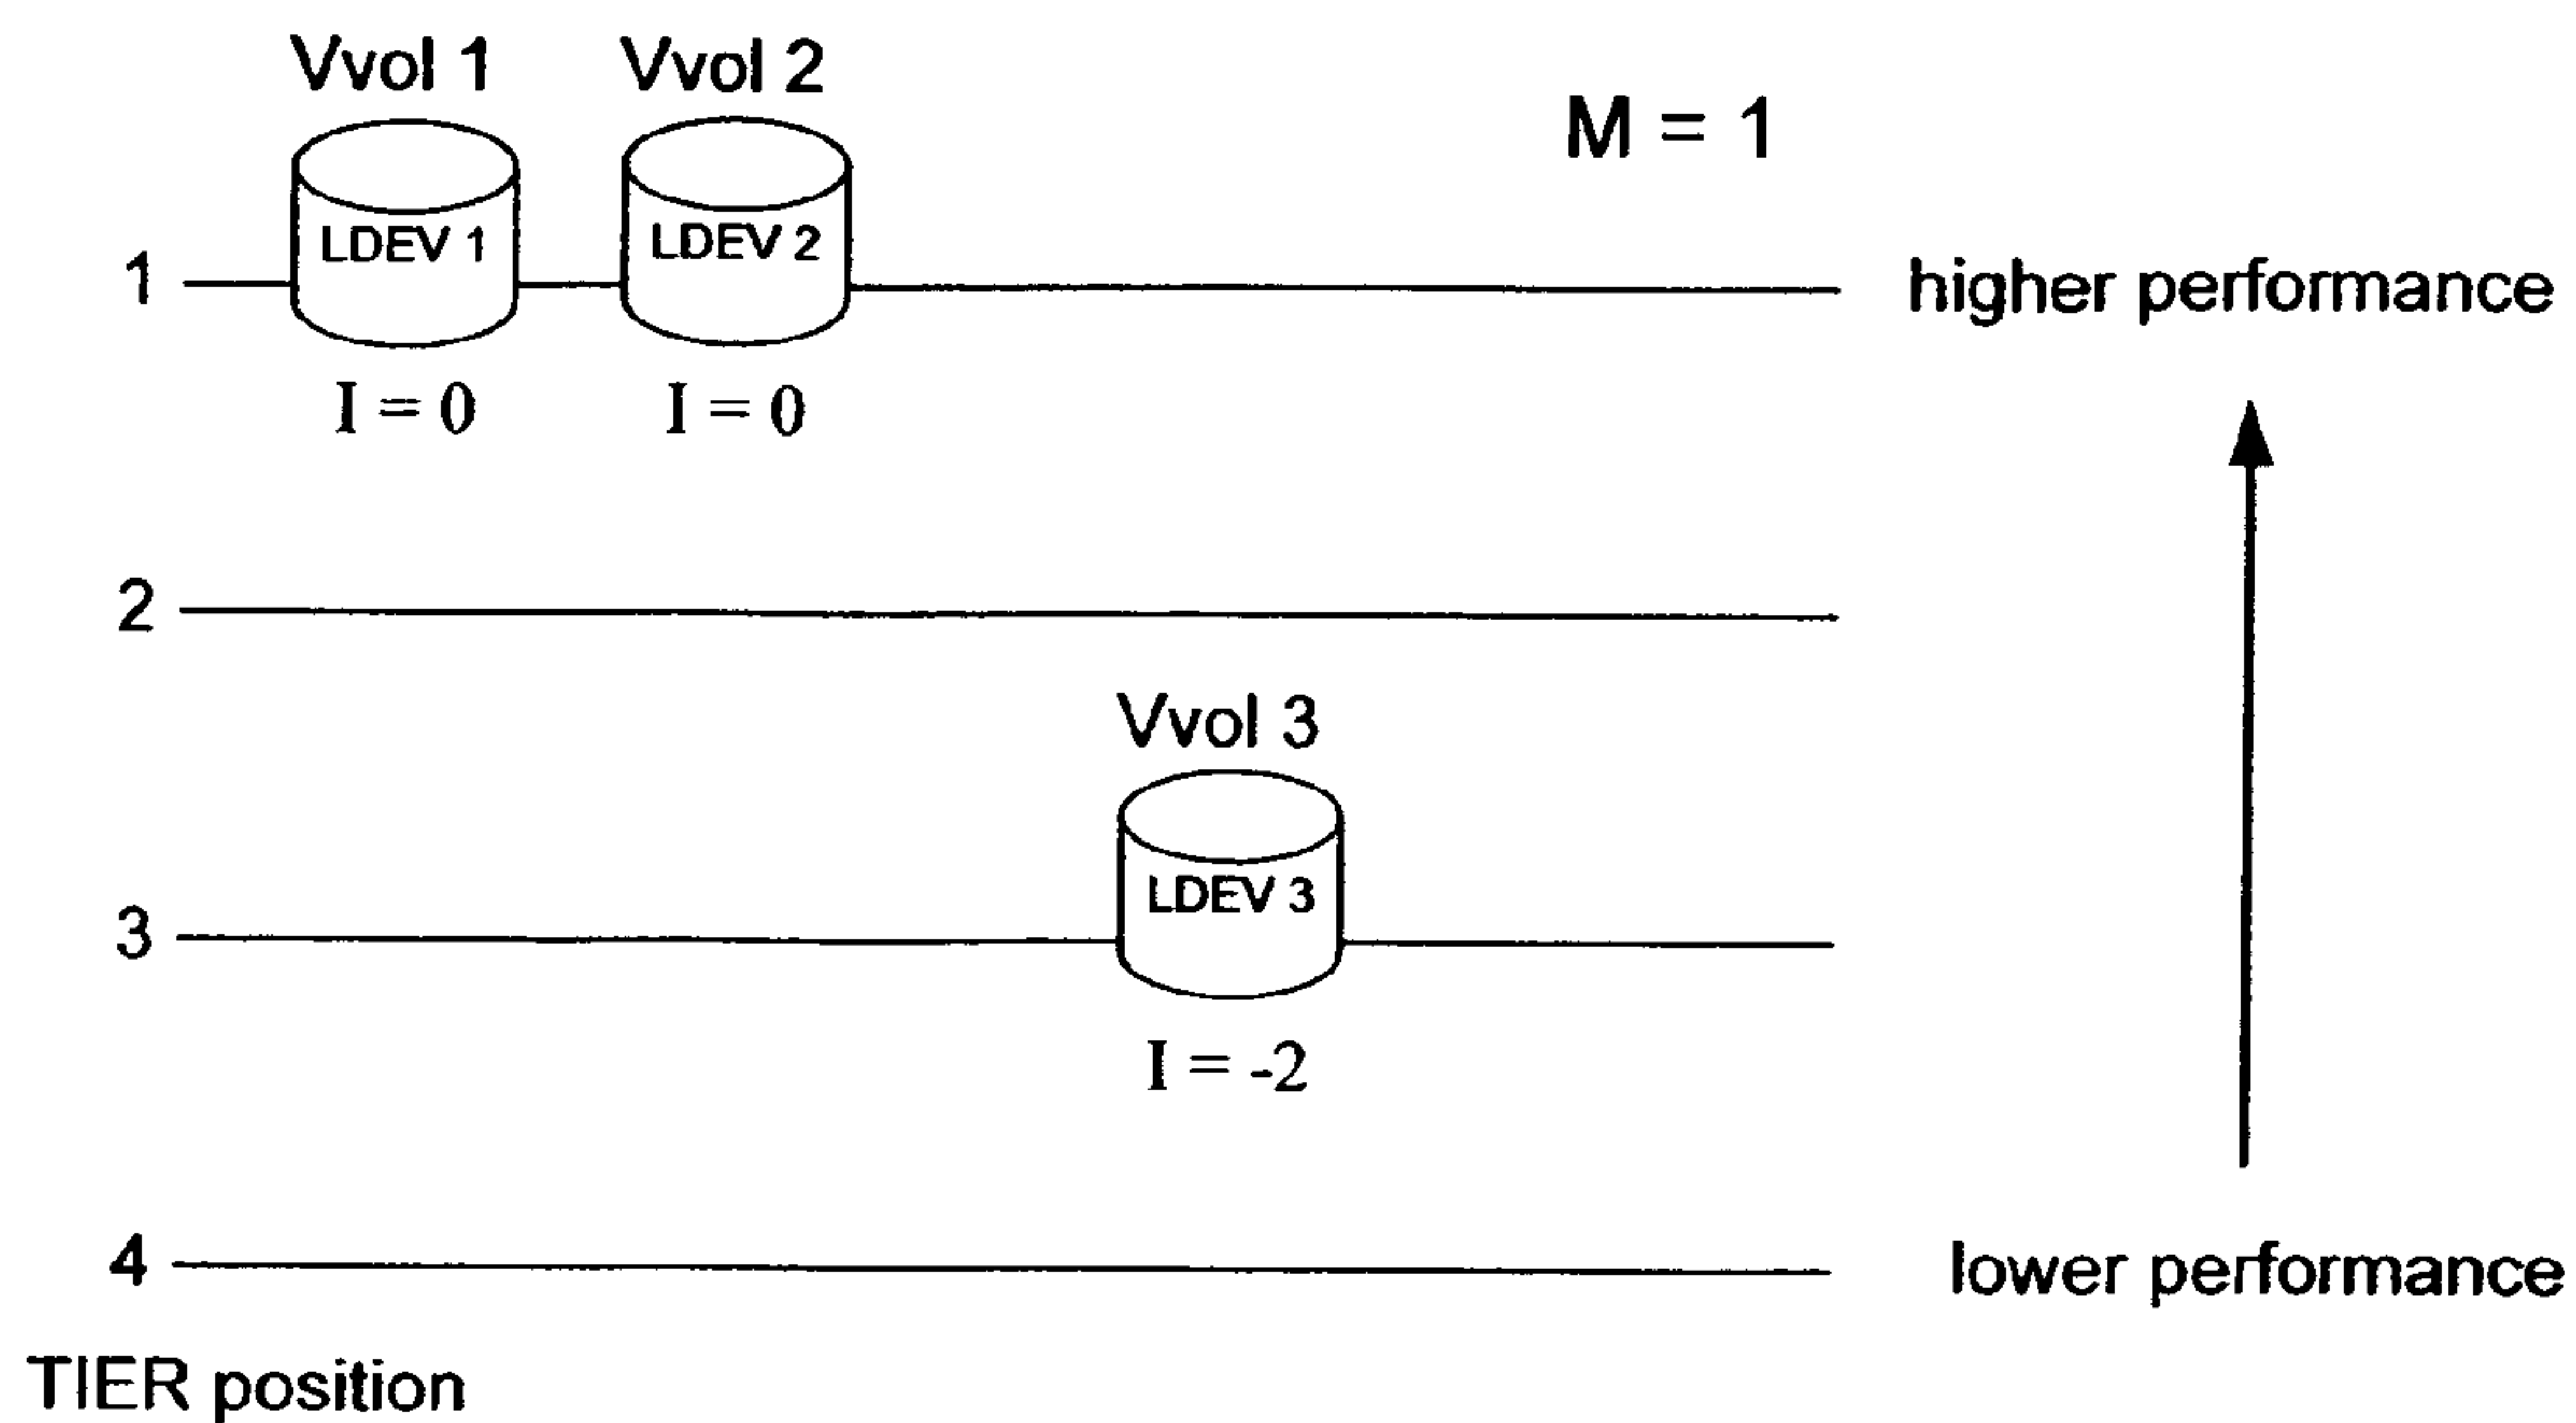 Vvol 1 Vvol 2
M = 1
LDEV 1 LDEV 2
1 higher performance
I = 0 I = 0
2
Vvol 3
LDEV 3
3
I = -2
4 lower performance
TIER position